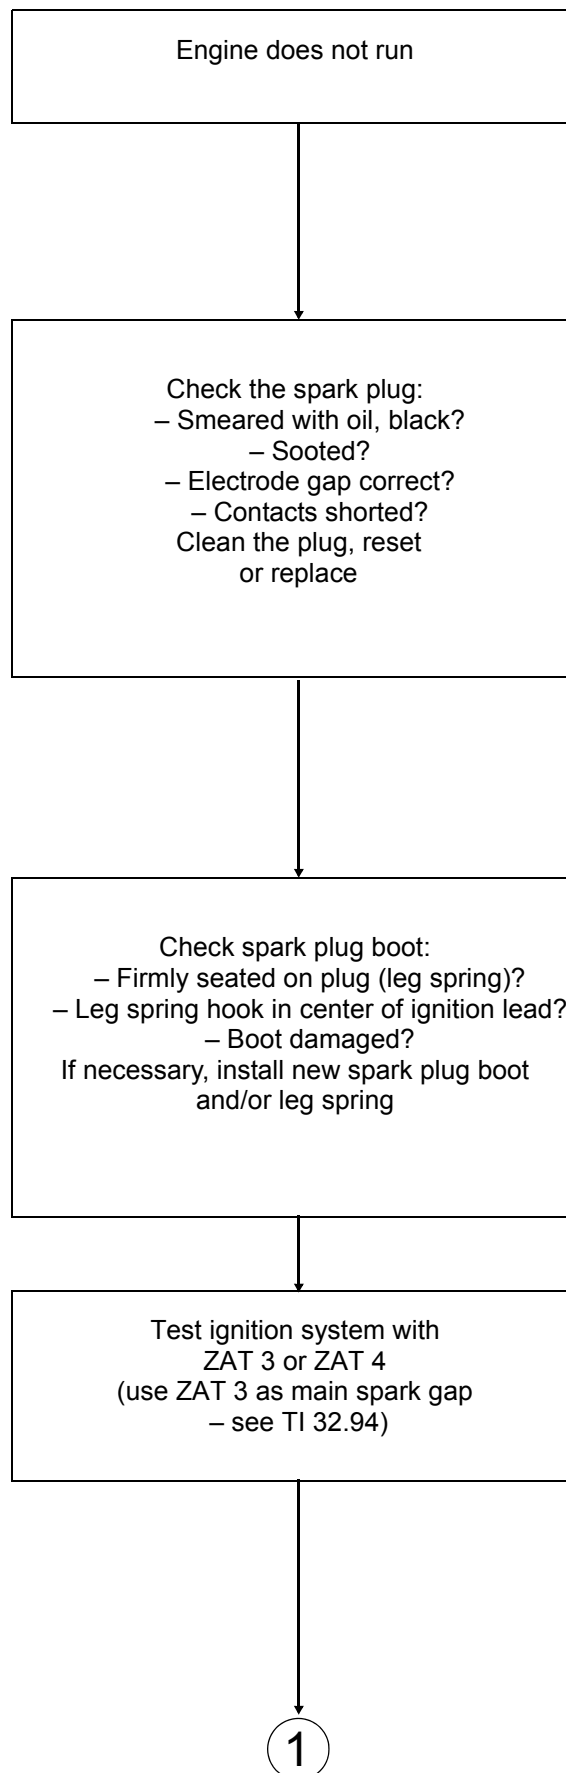 Engine does not run
Check the spark plug:
– Smeared with oil, black?
– Sooted?
– Electrode gap correct?
– Contacts shorted?
Clean the plug, reset
or replace
Check spark plug boot:
– Firmly seated on plug (leg spring)?
– Leg spring hook in center of ignition lead?
– Boot damaged?
If necessary, install new spark plug boot
and/or leg spring
Test ignition system with
ZAT 3 or ZAT 4
(use ZAT 3 as main spark gap
– see TI 32.94)
1